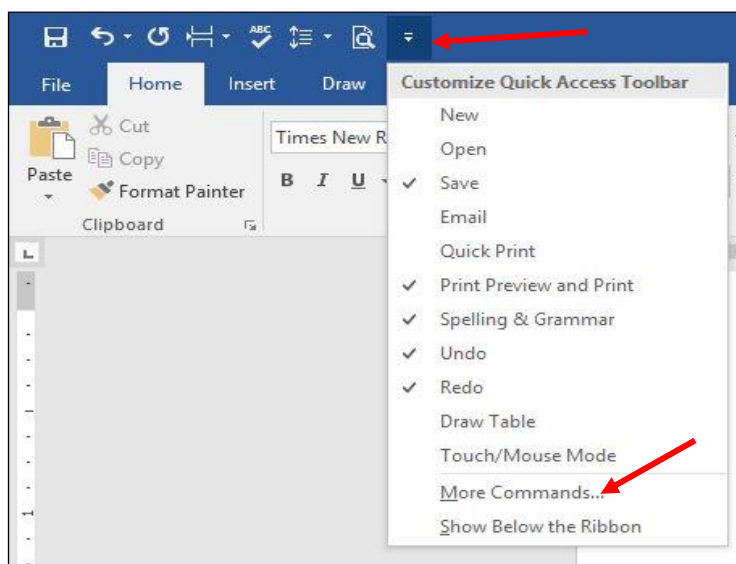 ABC
File Home Insert Draw
Customize Quick Access Toolbar
New
Open
Save
Email
Quick Print
Print Preview and Print
Spelling & Grammar
Undo
Redo
Draw Table
Touch/Mouse Mode
More Commands...
Show Below the Ribbon
Paste
Cut
Copy
Format Painter
Clipboard
Times New R
B I U
L
1